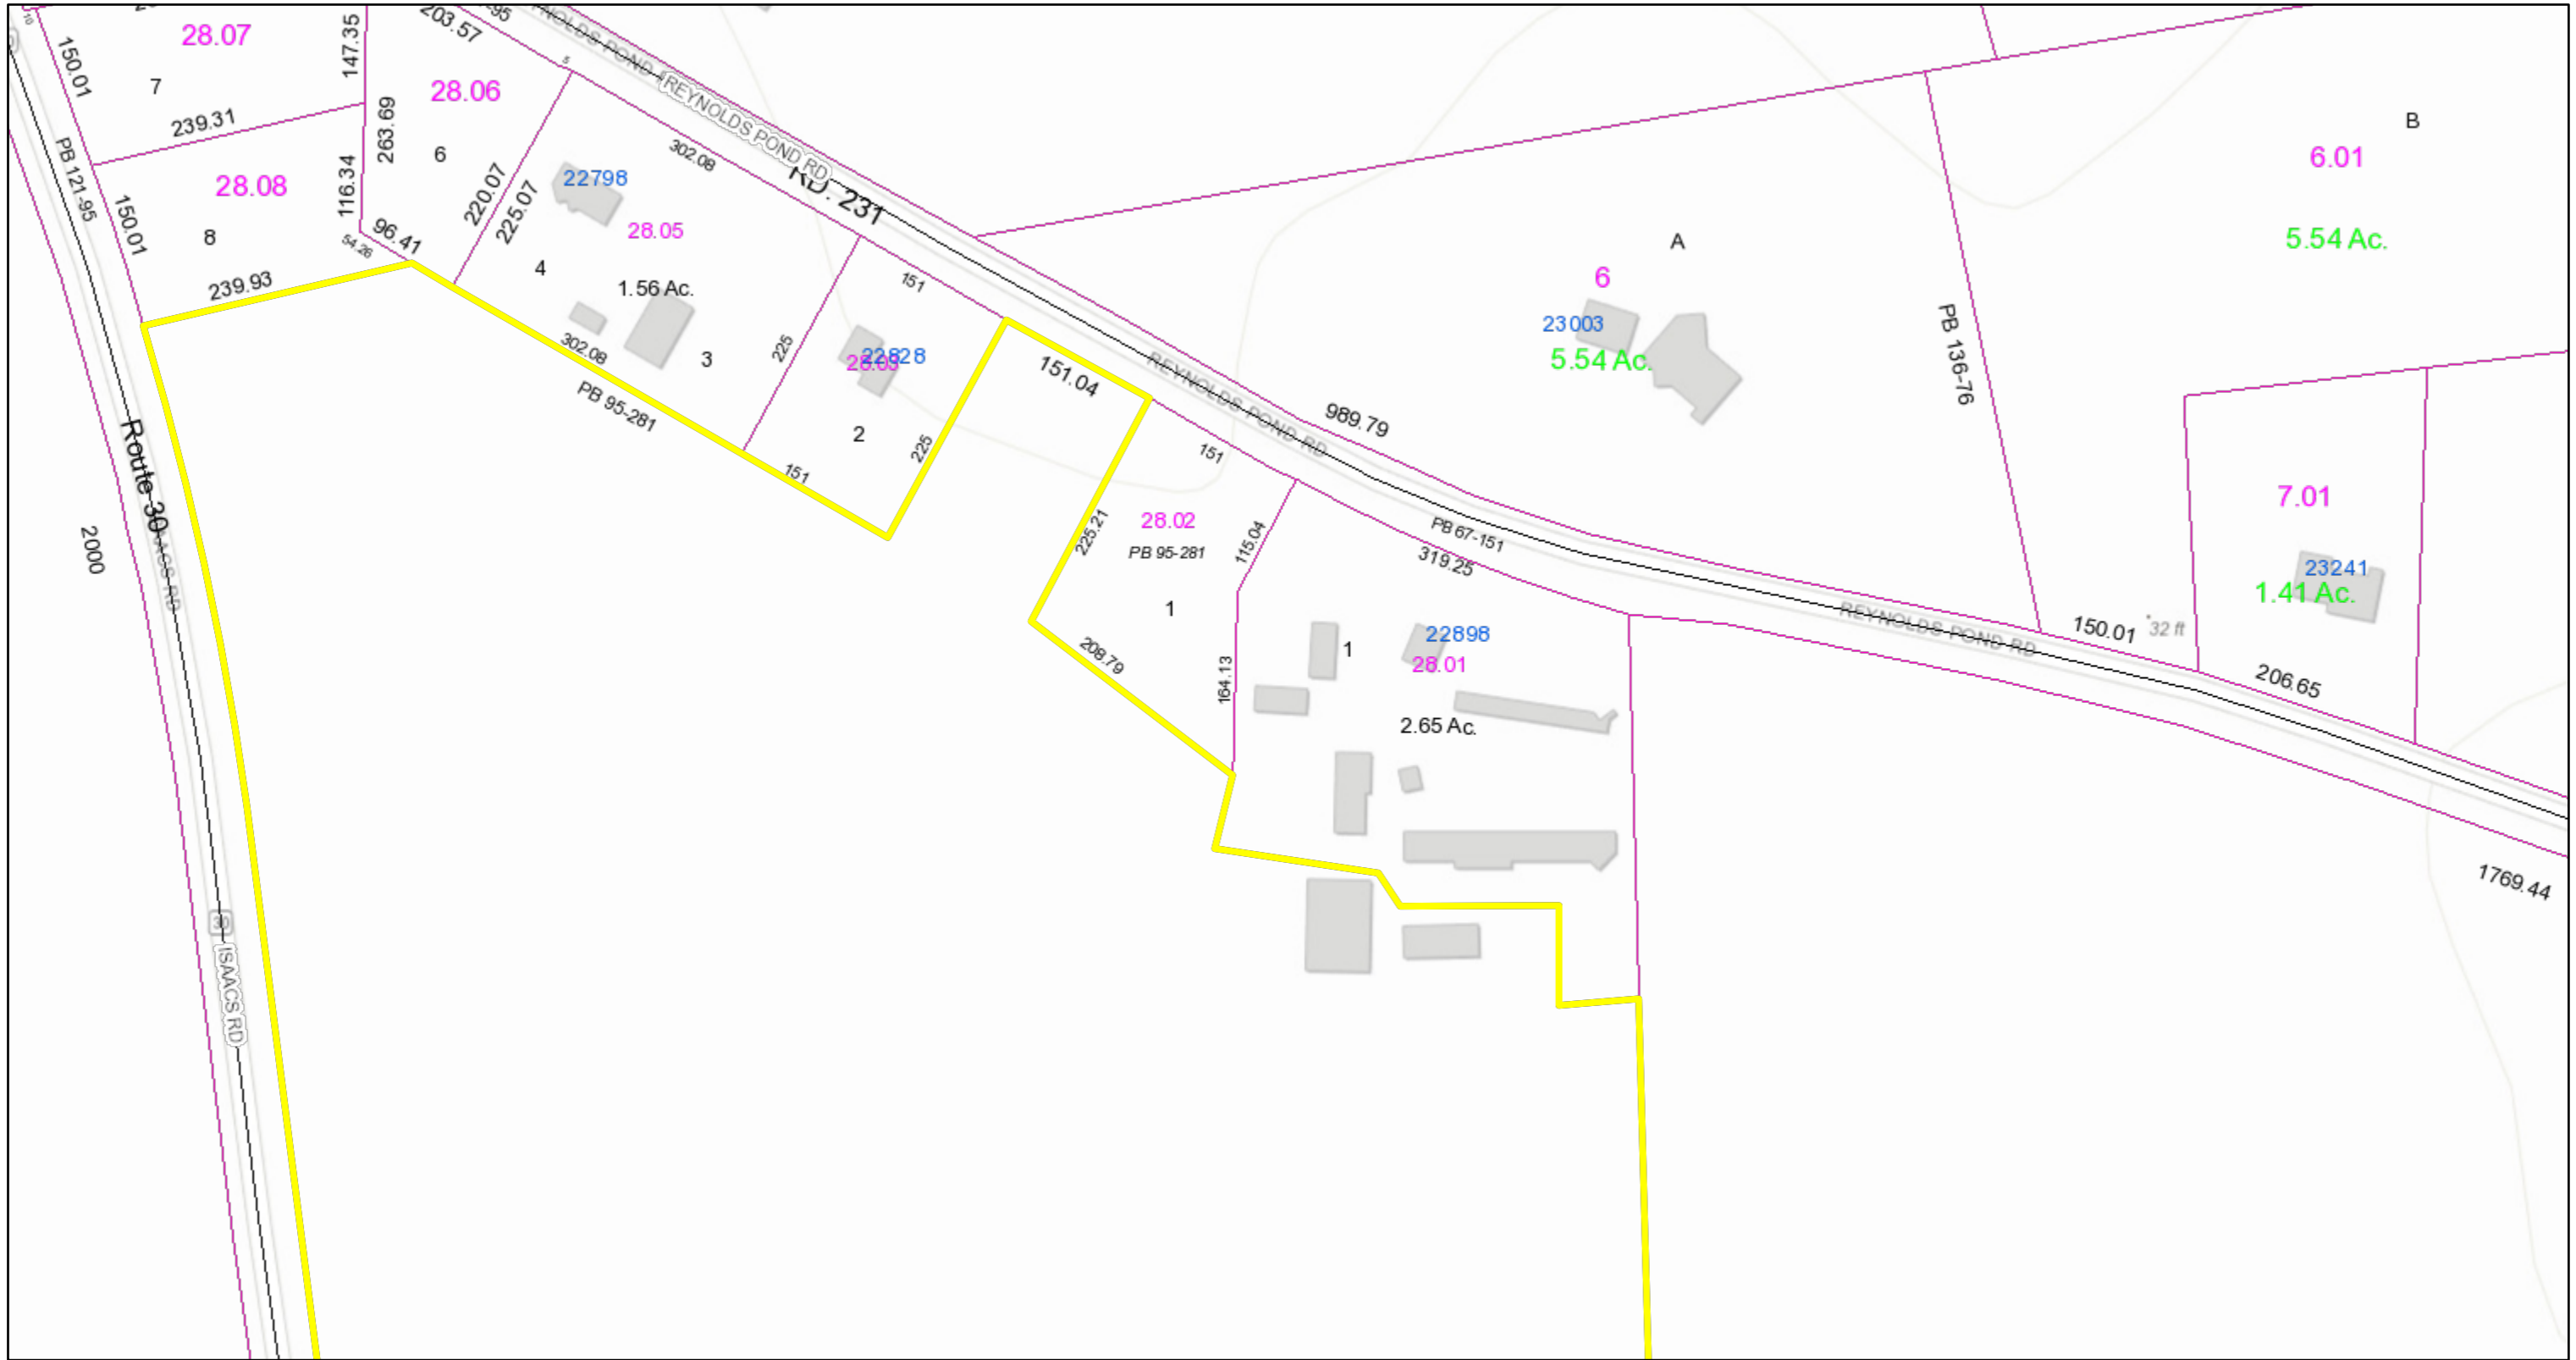 10
28.07
7
150.01
147.35
239.31
203.57
28.06
6
263.69
116.34
PB 121-95
28.08
8
150.01
54.26
96.41
239.93
5
220.07
225.07
22798
28.05
4
1.56 Ac.
302.08
302.08
3
PB 95-281
REYNOLDS POND RD
RD. 231
225
151
22828
2
151
225
151.04
REYNOLDS POND RD
151
225.21
28.02
PB 95-281
1
115.04
208.79
164.13
989.79
PB 67-151
319.25
1
22898
28.01
2.65 Ac.
A
6
23003
5.54 Ac.
PB 136-76
B
6.01
5.54 Ac.
7.01
23241
1.41 Ac.
REYNOLDS POND RD
150.01
32 ft
206.65
1769.44
Route 30
2000
30
ISAACS RD